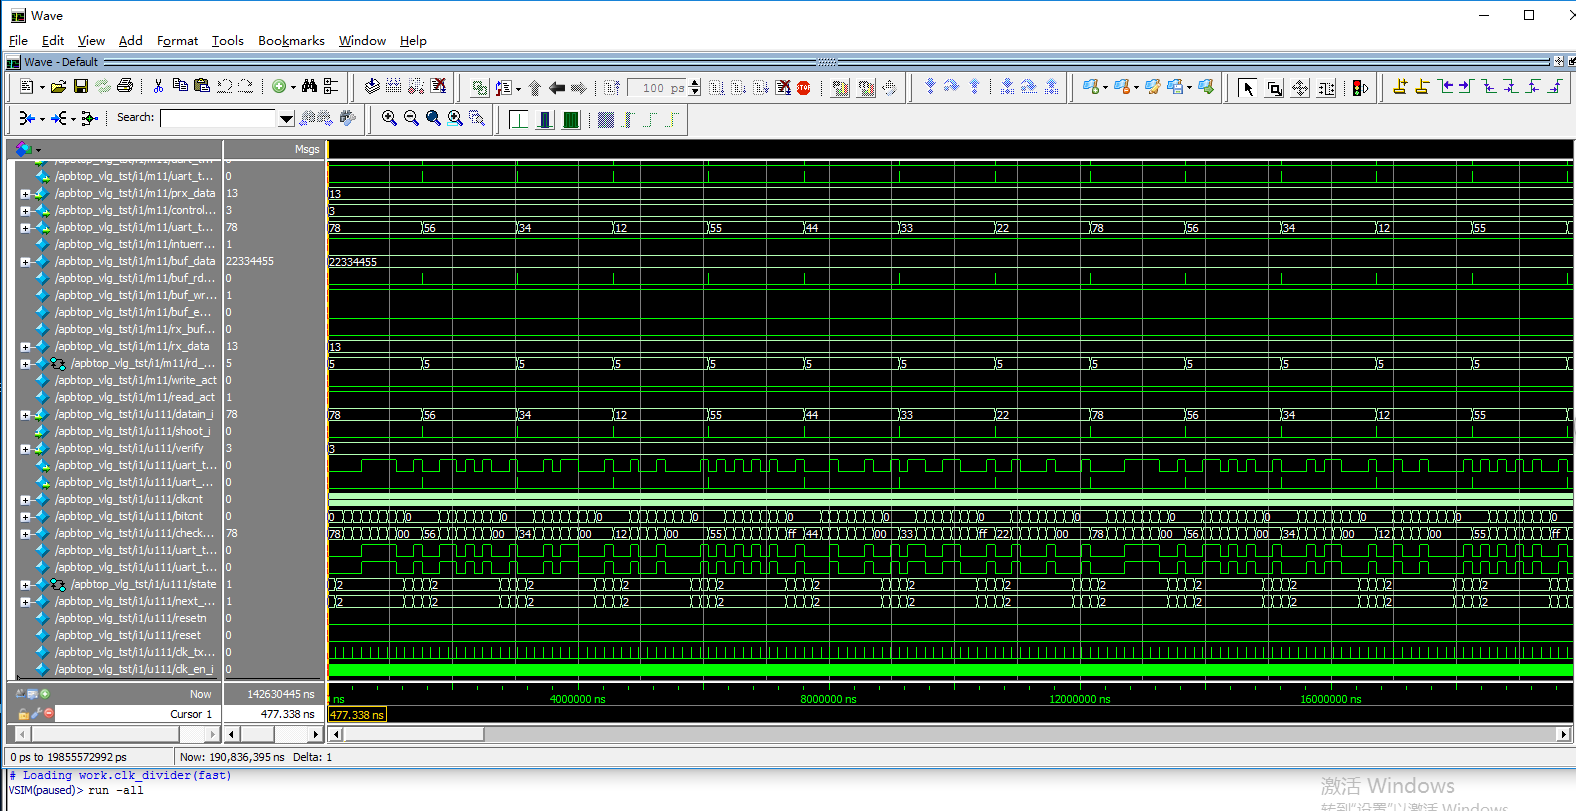 Wave
File Edit View Add Format Tools Bookmarks Window Help
Wave - Default
100 ps
STOP
Search:
Msgs
/apbtop_vlg_tst/i1/m11/uart_t... 0
/apbtop_vlg_tst/i1/m11/prx_data 13 13
/apbtop_vlg_tst/i1/m11/control... 3 3
/apbtop_vlg_tst/i1/m11/uart_t... 78 78 56 34 12 55 44 33 22 78 56 34 12 55
/apbtop_vlg_tst/i1/m11/intuerr... 1
/apbtop_vlg_tst/i1/m11/buf_data 22334455 22334455
/apbtop_vlg_tst/i1/m11/buf_rd... 0
/apbtop_vlg_tst/i1/m11/buf_wr... 1
/apbtop_vlg_tst/i1/m11/buf_e... 0
/apbtop_vlg_tst/i1/m11/rx_buf... 0
/apbtop_vlg_tst/i1/m11/rx_data 13 13
/apbtop_vlg_tst/i1/m11/rd_... 5 5 5 5 5 5 5 5 5 5 5 5 5 5
/apbtop_vlg_tst/i1/m11/write_act 0
/apbtop_vlg_tst/i1/m11/read_act 1
/apbtop_vlg_tst/i1/u111/datain_i 78 78 56 34 12 55 44 33 22 78 56 34 12 55
/apbtop_vlg_tst/i1/u111/shoot_i 0
/apbtop_vlg_tst/i1/u111/verify 3 3
/apbtop_vlg_tst/i1/u111/uart_t... 0
/apbtop_vlg_tst/i1/u111/uart_... 0
/apbtop_vlg_tst/i1/u111/clkcnt 0
/apbtop_vlg_tst/i1/u111/bitcnt 0 0 0 0 0 0 0 0 0 0 0 0 0 0 0
/apbtop_vlg_tst/i1/u111/check... 78 78 00 56 00 34 00 12 00 55 ff 44 00 33 ff 22 00 78 00 56 00 34 00 12 00 55 ff
/apbtop_vlg_tst/i1/u111/uart_t... 0
/apbtop_vlg_tst/i1/u111/uart_t... 0
/apbtop_vlg_tst/i1/u111/state 1 2 2 2 2 2 2 2 2 2 2 2 2 2
/apbtop_vlg_tst/i1/u111/next_... 1 2 2 2 2 2 2 2 2 2 2 2 2 2
/apbtop_vlg_tst/i1/u111/resetn 0
/apbtop_vlg_tst/i1/u111/reset 0
/apbtop_vlg_tst/i1/u111/clk_tx... 0
/apbtop_vlg_tst/i1/u111/clk_en_i 0
Now 142630445 ns ns 4000000 ns 8000000 ns 12000000 ns 16000000 ns
Cursor 1 477.338 ns 477.338 ns
0 ps to 19855572992 ps Now: 190,836,395 ns Delta: 1
# Loading work.clk_divider(fast)
VSIM(paused)> run -all
激活 Windows
转到"设置"以激活 Windows